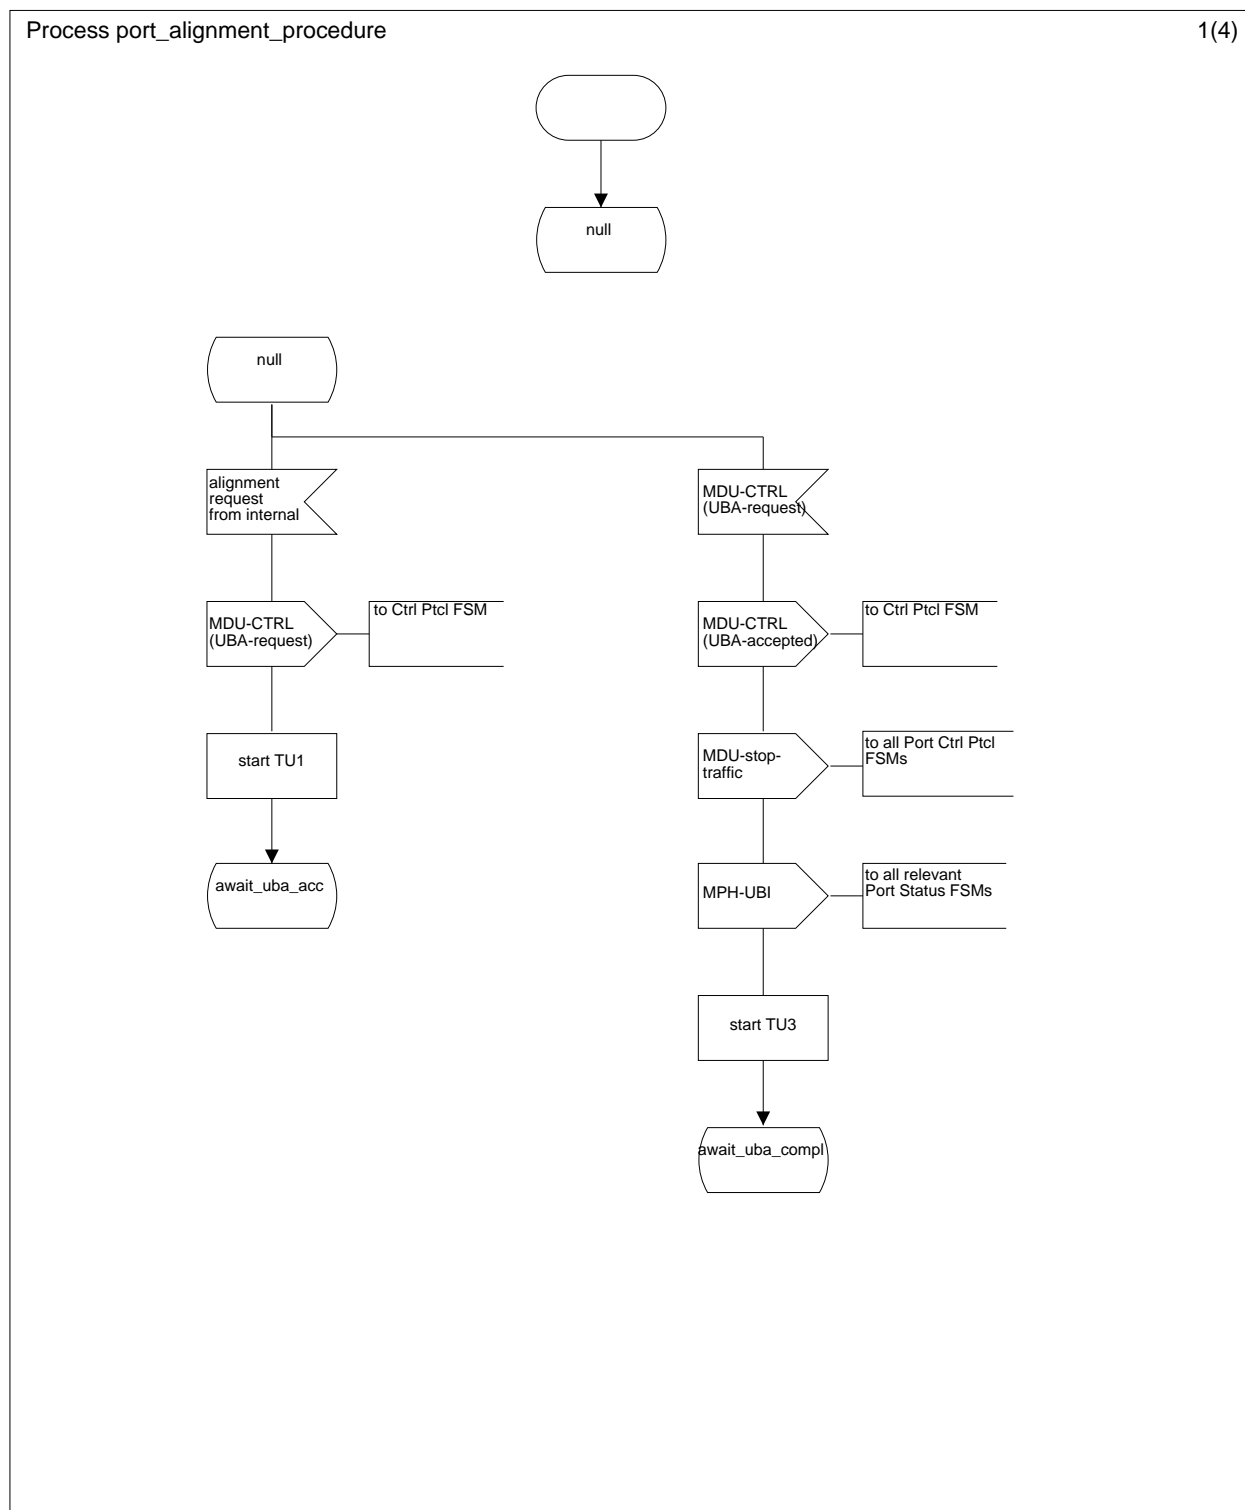 Process port_alignment_procedure
1(4)
null
null
alignment
request
from internal
MDU-CTRL
(UBA-request)
MDU-CTRL
(UBA-request)
to Ctrl Ptcl FSM
MDU-CTRL
(UBA-accepted)
to Ctrl Ptcl FSM
start TU1
MDU-stop-
traffic
to all Port Ctrl Ptcl
FSMs
await_uba_acc
MPH-UBI
to all relevant
Port Status FSMs
start TU3
await_uba_compl